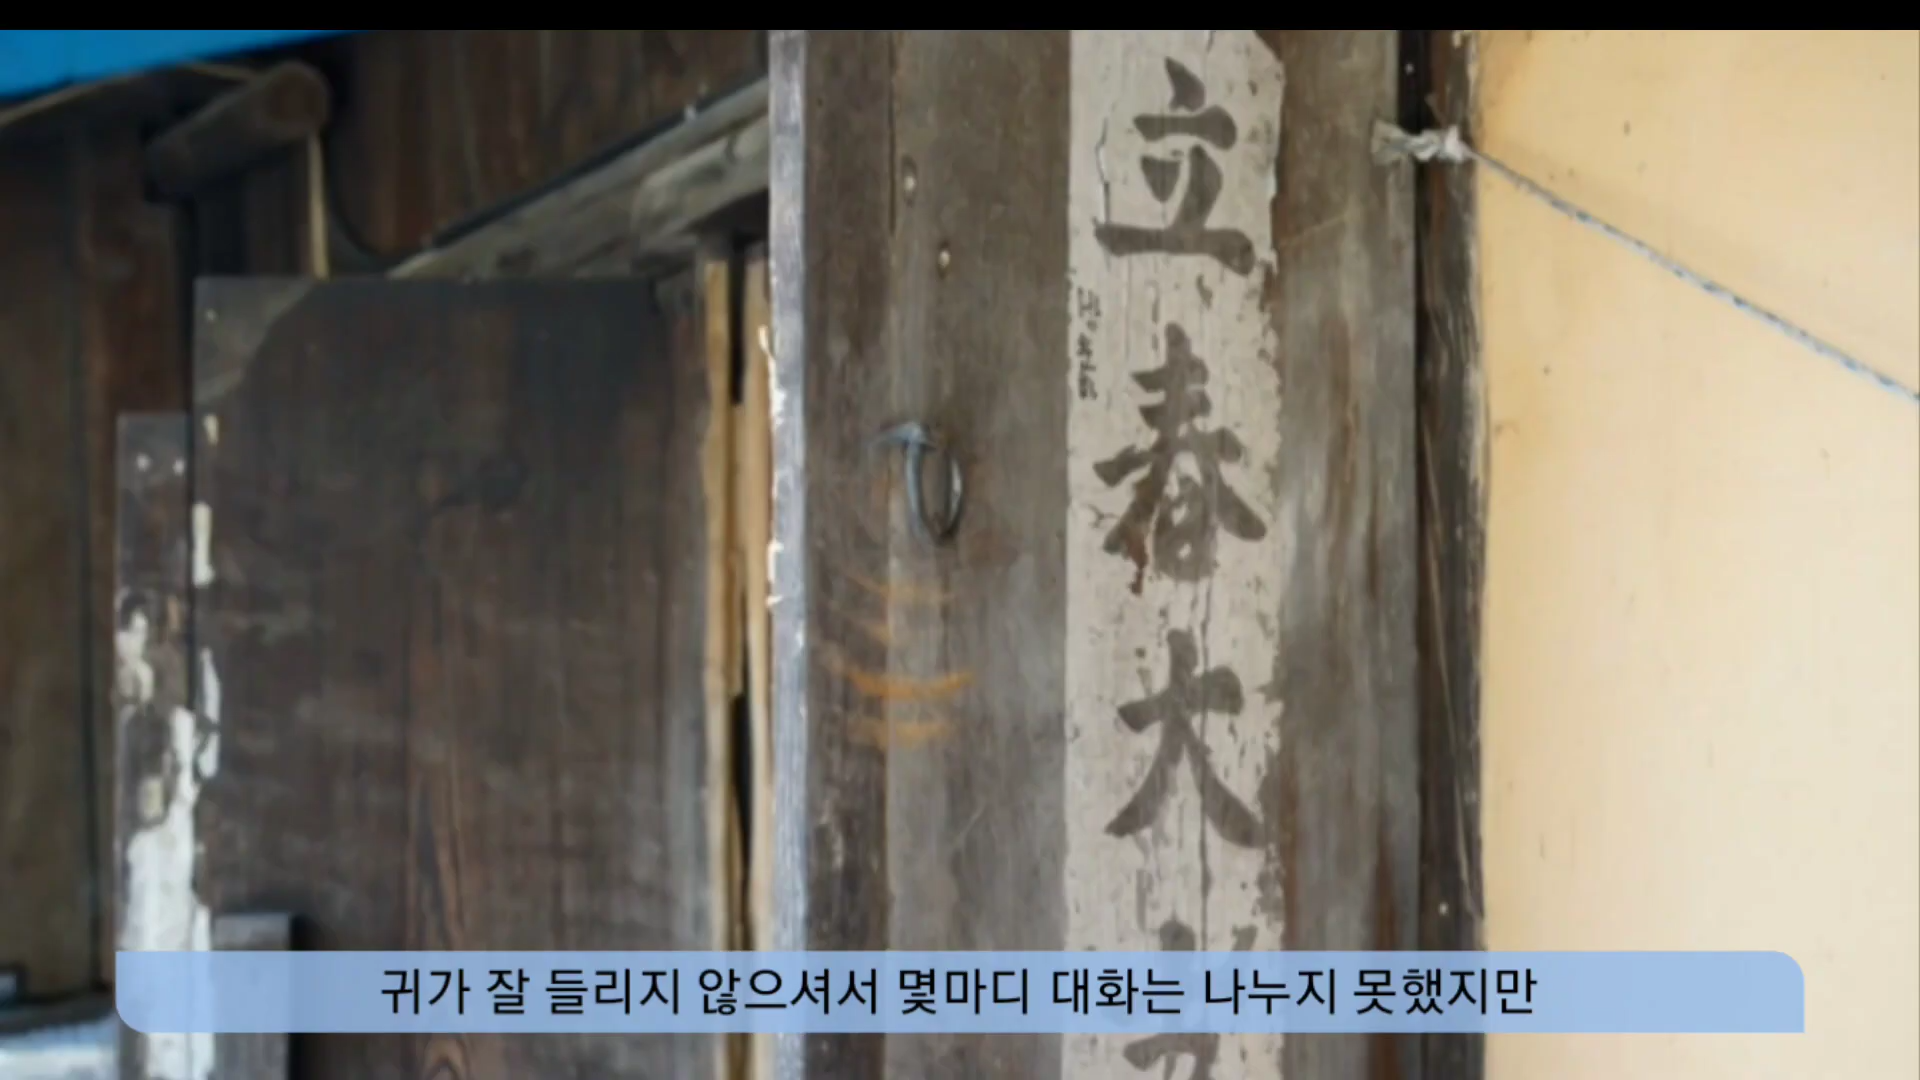 立
春
大
귀가 잘 들리지 않으셔서 몇마디 대화는 나누지 못했지만